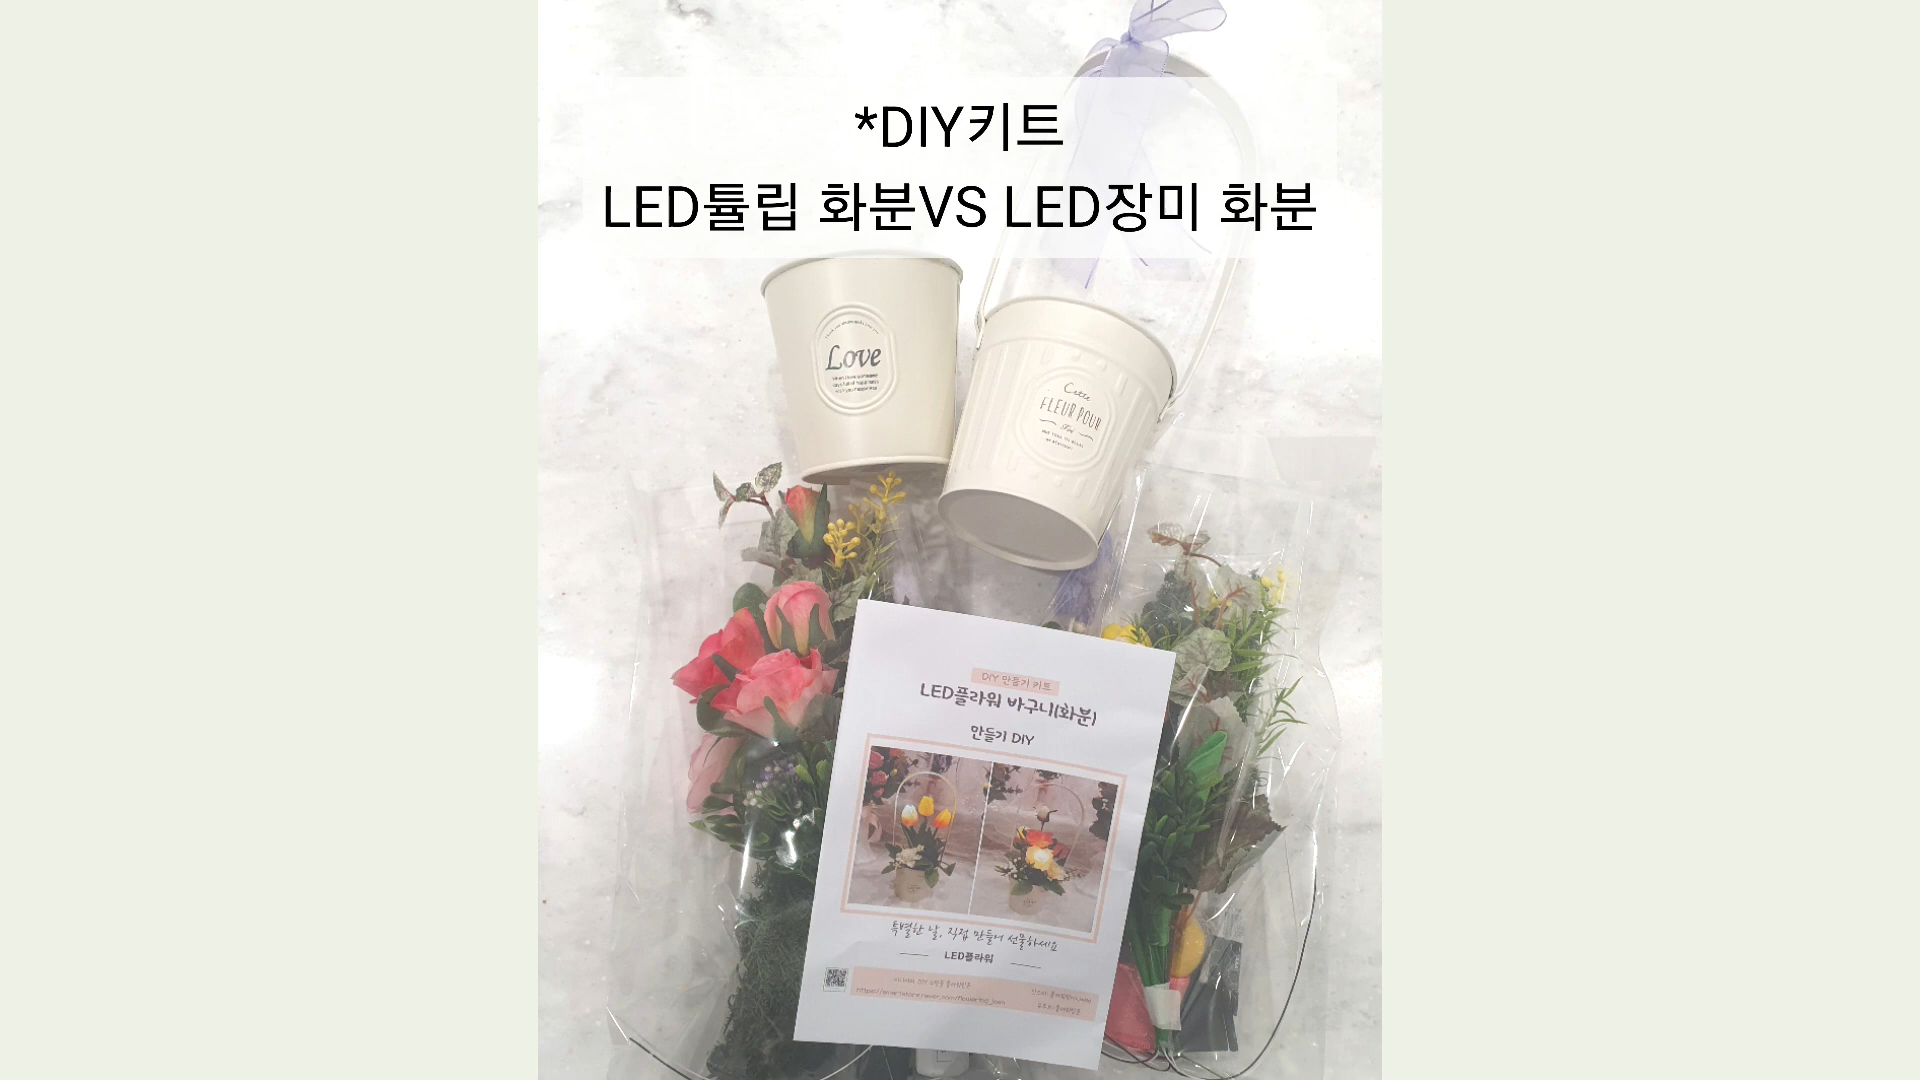 *DIY키트
LED튤립 화분VS LED장미 화분
Love
Cette
FLEUR POUR
DIY 만들기 키트
LED플라워 바구니(화분)
만들기 DIY
특별한 날, 직접 만들어 선물하세요
LED플라워